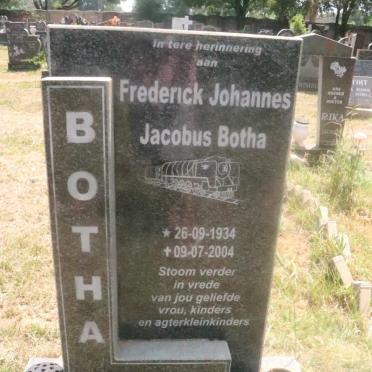 In tere herinnering
aan
Frederick Johannes
Jacobus Botha
BOTHA
★ 26-09-1934
✝ 09-07-2004
Stoom verder
in vrede
van jou geliefde
vrou, kinders
en agterkleinkinders
RIKA